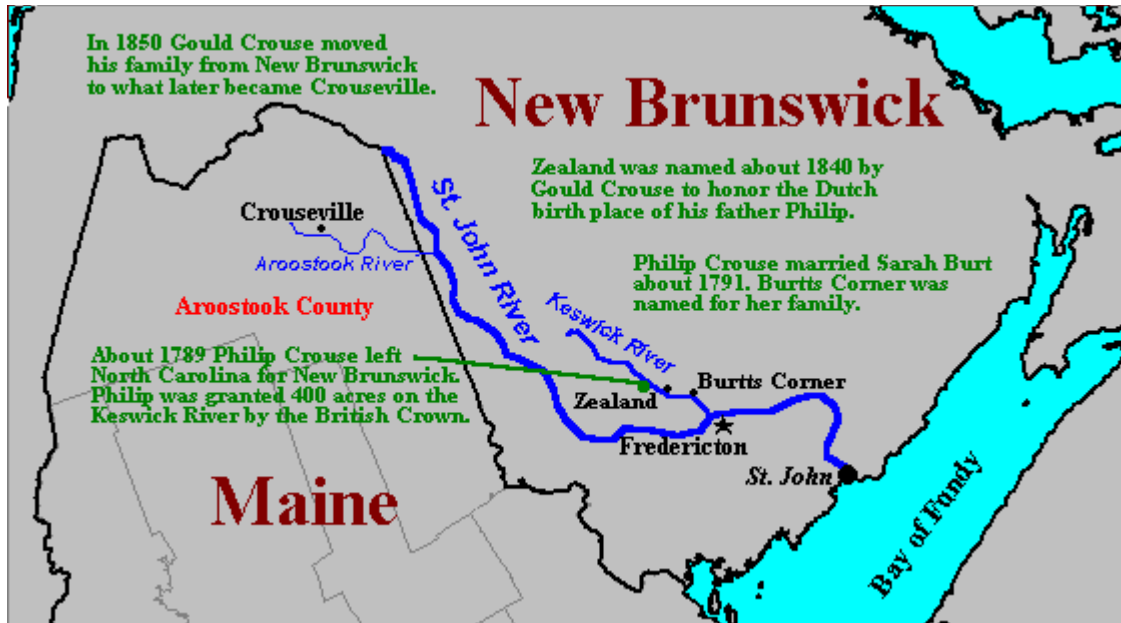 In 1850 Gould Crouse moved
his family from New Brunswick
to what later became Crouseville.
New Brunswick
Zealand was named about 1840 by
Gould Crouse to honor the Dutch
birth place of his father Philip.
St. John River
Crouseville
Aroostook River
Philip Crouse married Sarah Burt
about 1791. Burtts Corner was
named for her family.
Aroostook County
Keswick River
About 1789 Philip Crouse left
North Carolina for New Brunswick.
Philip was granted 400 acres on the
Keswick River by the British Crown.
Burtts Corner
Zealand
Fredericton
St. John
Maine
Bay of Fundy